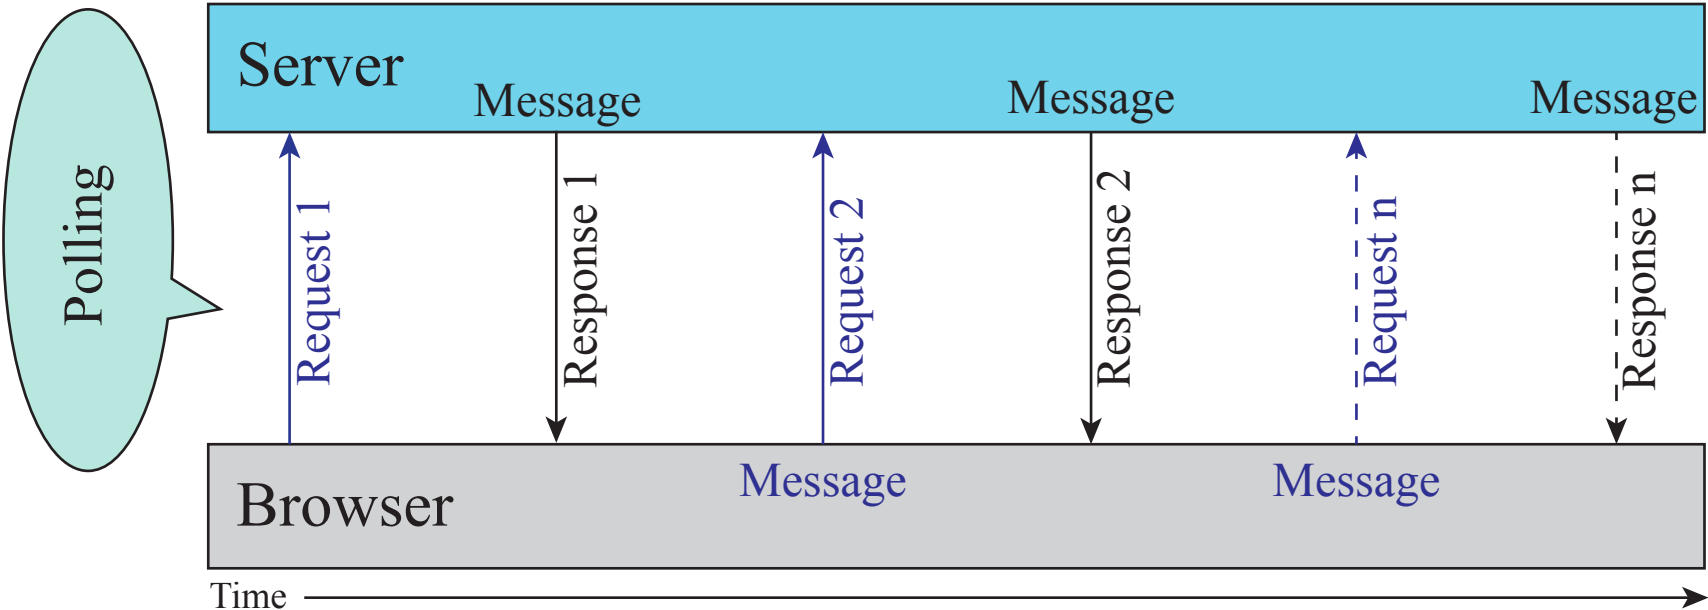 Polling
Server
Message
Message
Message
Request 1
Response 1
Request 2
Response 2
Request n
Response n
Browser
Message
Message
Time